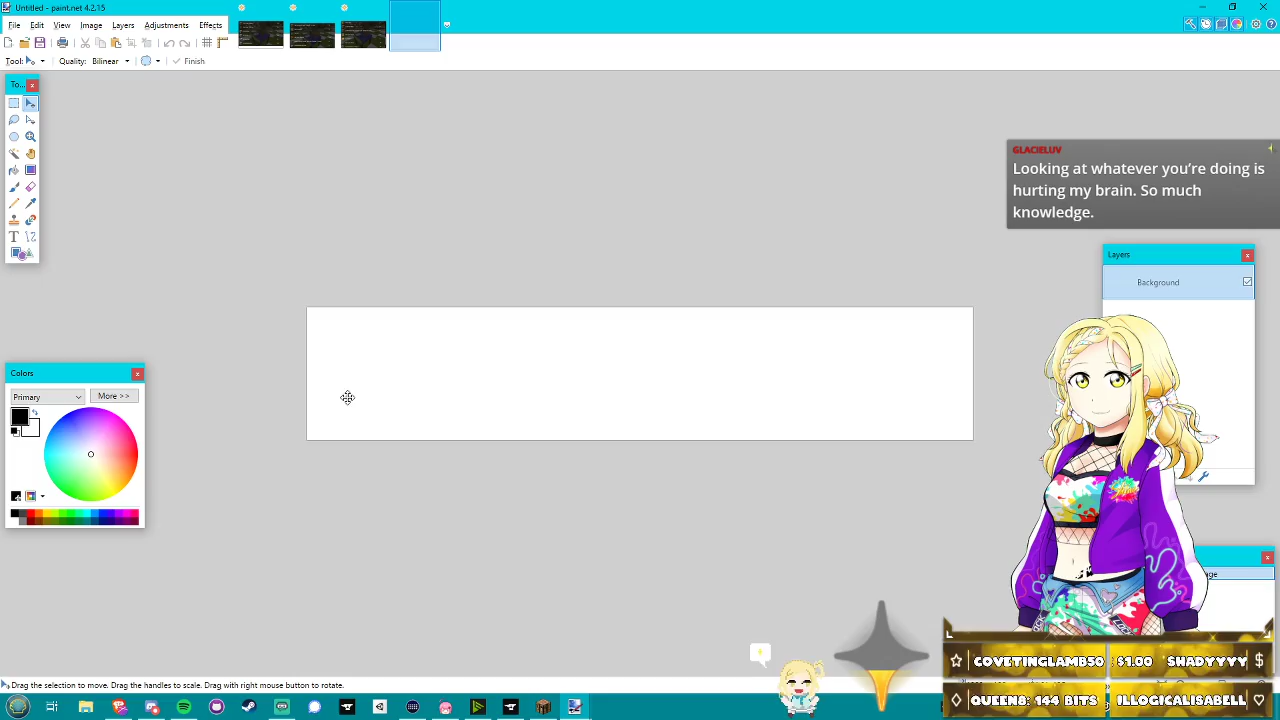 Untitled - paint.net 4.2.15
File Edit View Image Layers Adjustments Effects
Tool:
Quality: Bilinear
Finish
To...
GLACIELUV
Looking at whatever you're doing is
hurting my brain. So much
knowledge.
Layers
Background
Colors
Primary
More >>
ge
COVETINGLAMB50
$1.00
SHADYYYY
$
QUEEN8: 144 BITS
ILLOGICALISABELL
Drag the selection to move. Drag the handles to scale. Drag with right mouse button to rotate.